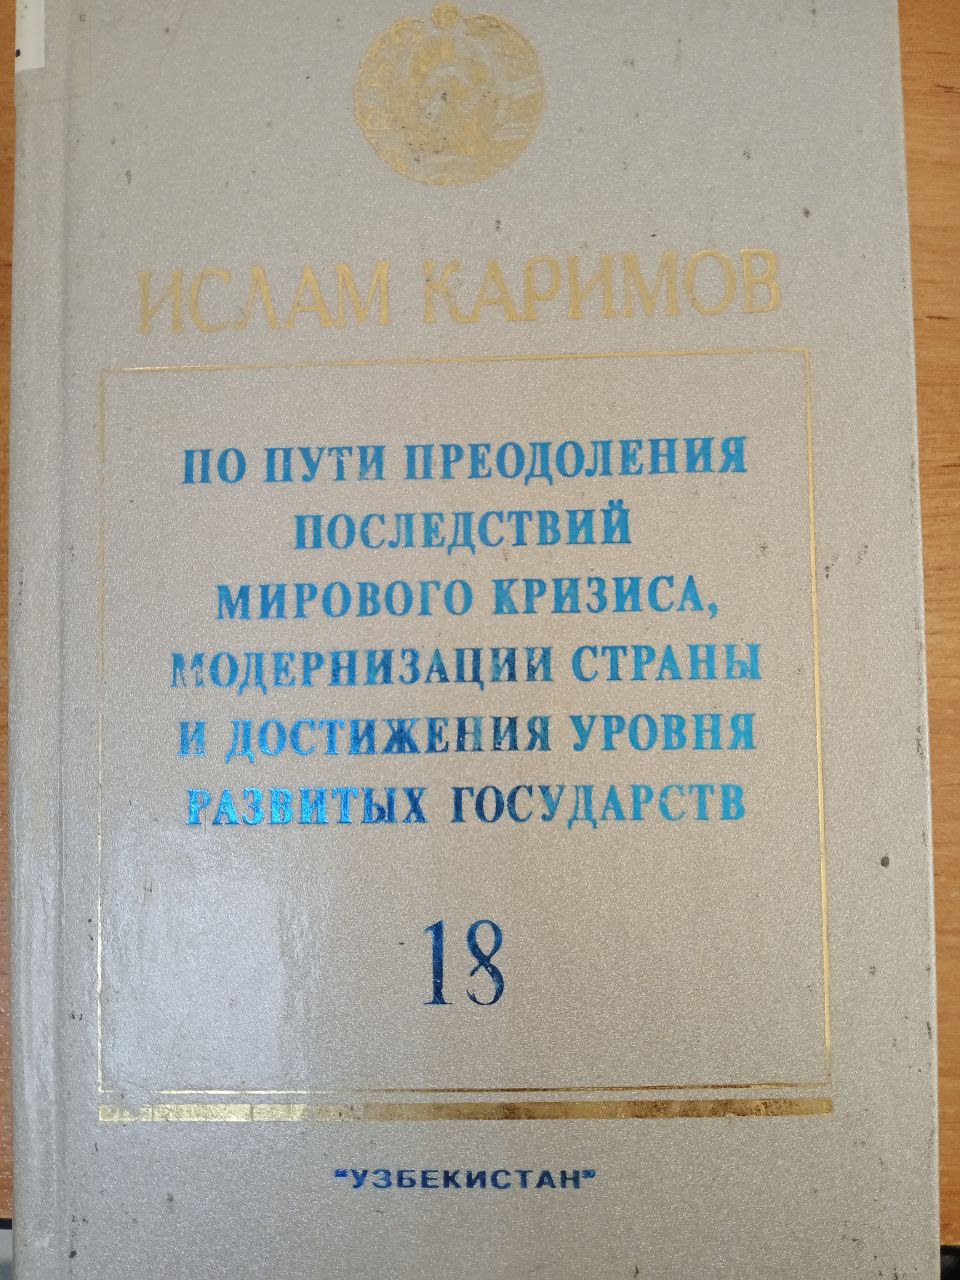 ИСЛАМ КАРИМОВ
ПО ПУТИ ПРЕОДОЛЕНИЯ
ПОСЛЕДСТВИЙ
МИРОВОГО КРИЗИСА,
МОДЕРНИЗАЦИИ СТРАНЫ
И ДОСТИЖЕНИЯ УРОВНЯ
РАЗВИТЫХ ГОСУДАРСТВ
18
"УЗБЕКИСТАН"